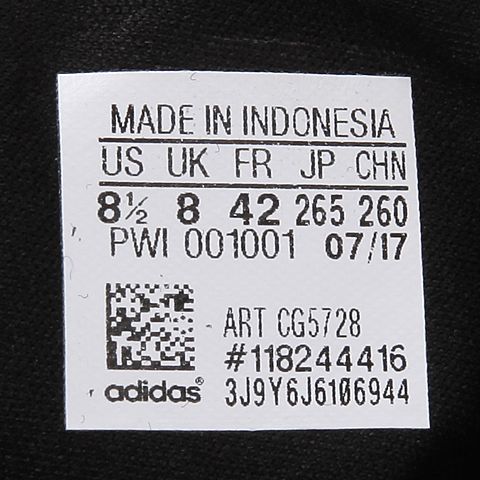 MADE IN INDONESIA
US UK FR JP CHN
8½ 8 42 265 260
PWI 001001 07/17
ART CG5728
#118244416
adidas® 3J9Y6J6106944